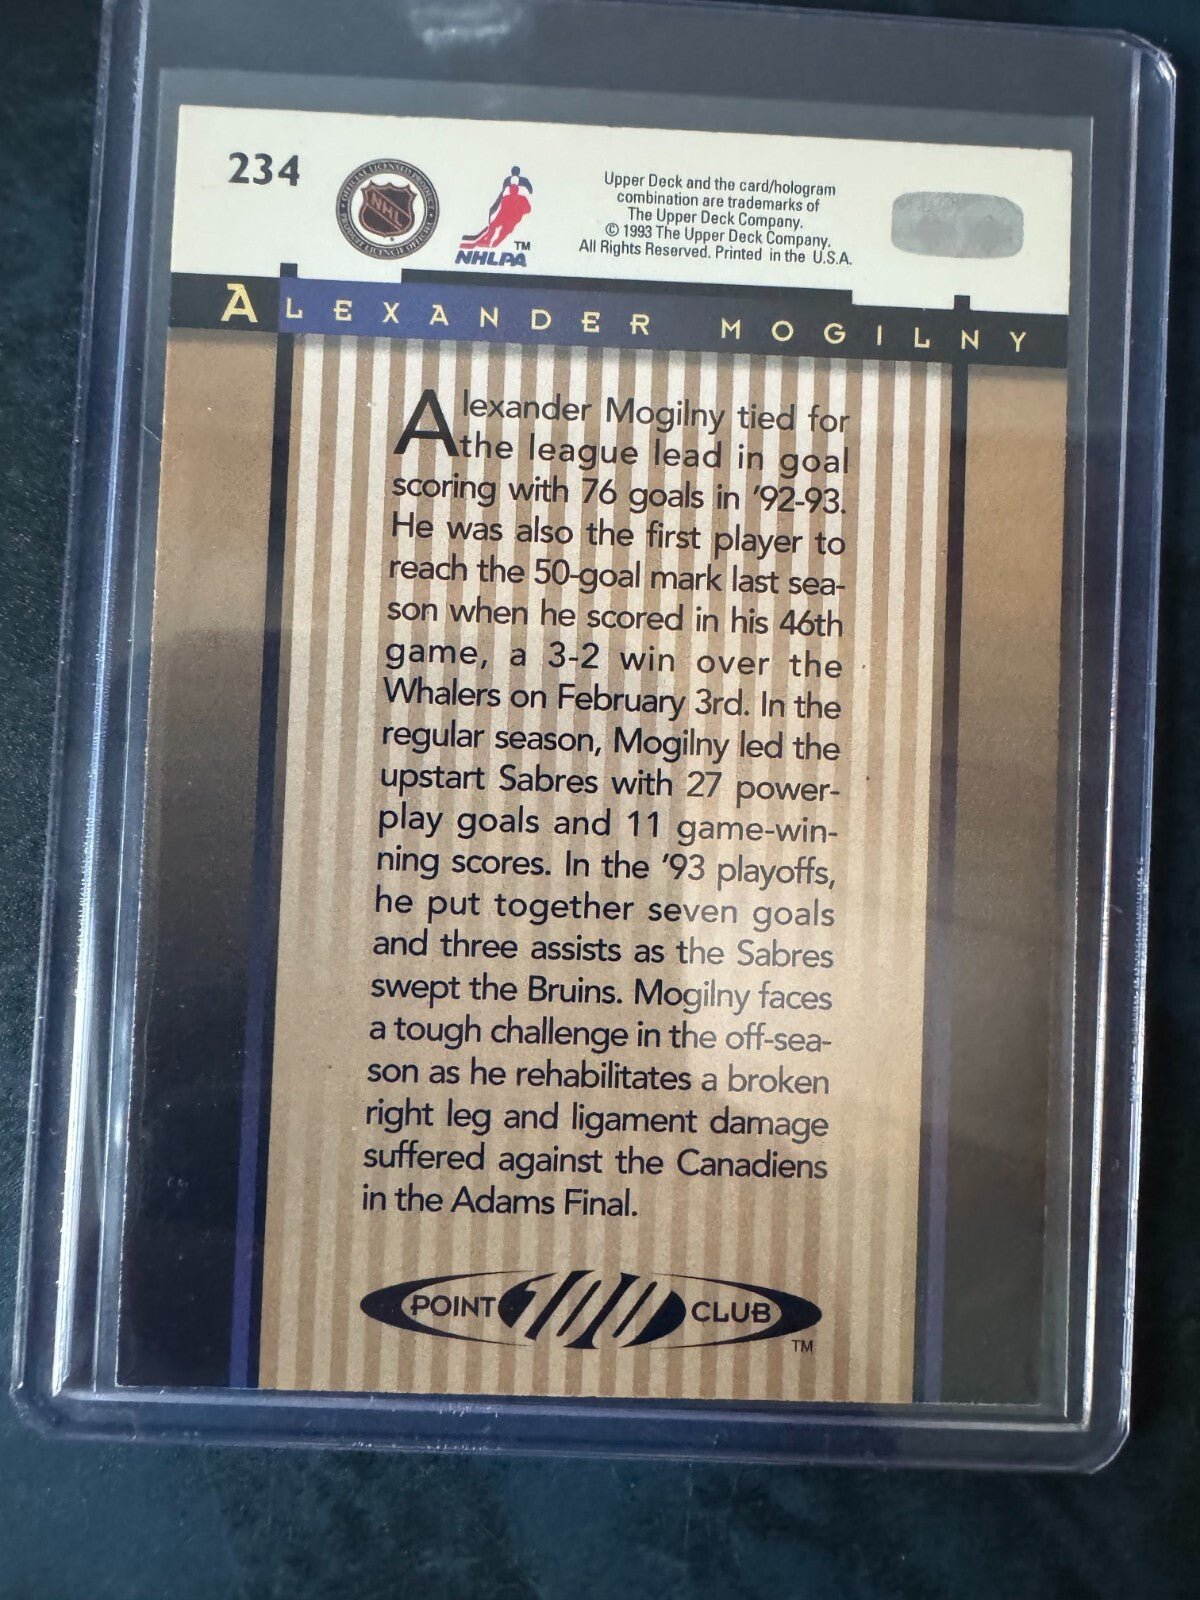 234
OFFICIAL LICENSED PRODUCT
NHL
NHLPA TM
Upper Deck and the card/hologram
combination are trademarks of
The Upper Deck Company.
© 1993 The Upper Deck Company.
All Rights Reserved. Printed in the U.S.A.
ALEXANDER MOGILNY
Alexander Mogilny tied for
the league lead in goal
scoring with 76 goals in '92-93.
He was also the first player to
reach the 50-goal mark last sea-
son when he scored in his 46th
game, a 3-2 win over the
Whalers on February 3rd. In the
regular season, Mogilny led the
upstart Sabres with 27 power-
play goals and 11 game-win-
ning scores. In the '93 playoffs,
he put together seven goals
and three assists as the Sabres
swept the Bruins. Mogilny faces
a tough challenge in the off-sea-
son as he rehabilitates a broken
right leg and ligament damage
suffered against the Canadiens
in the Adams Final.
POINT 100 CLUB TM